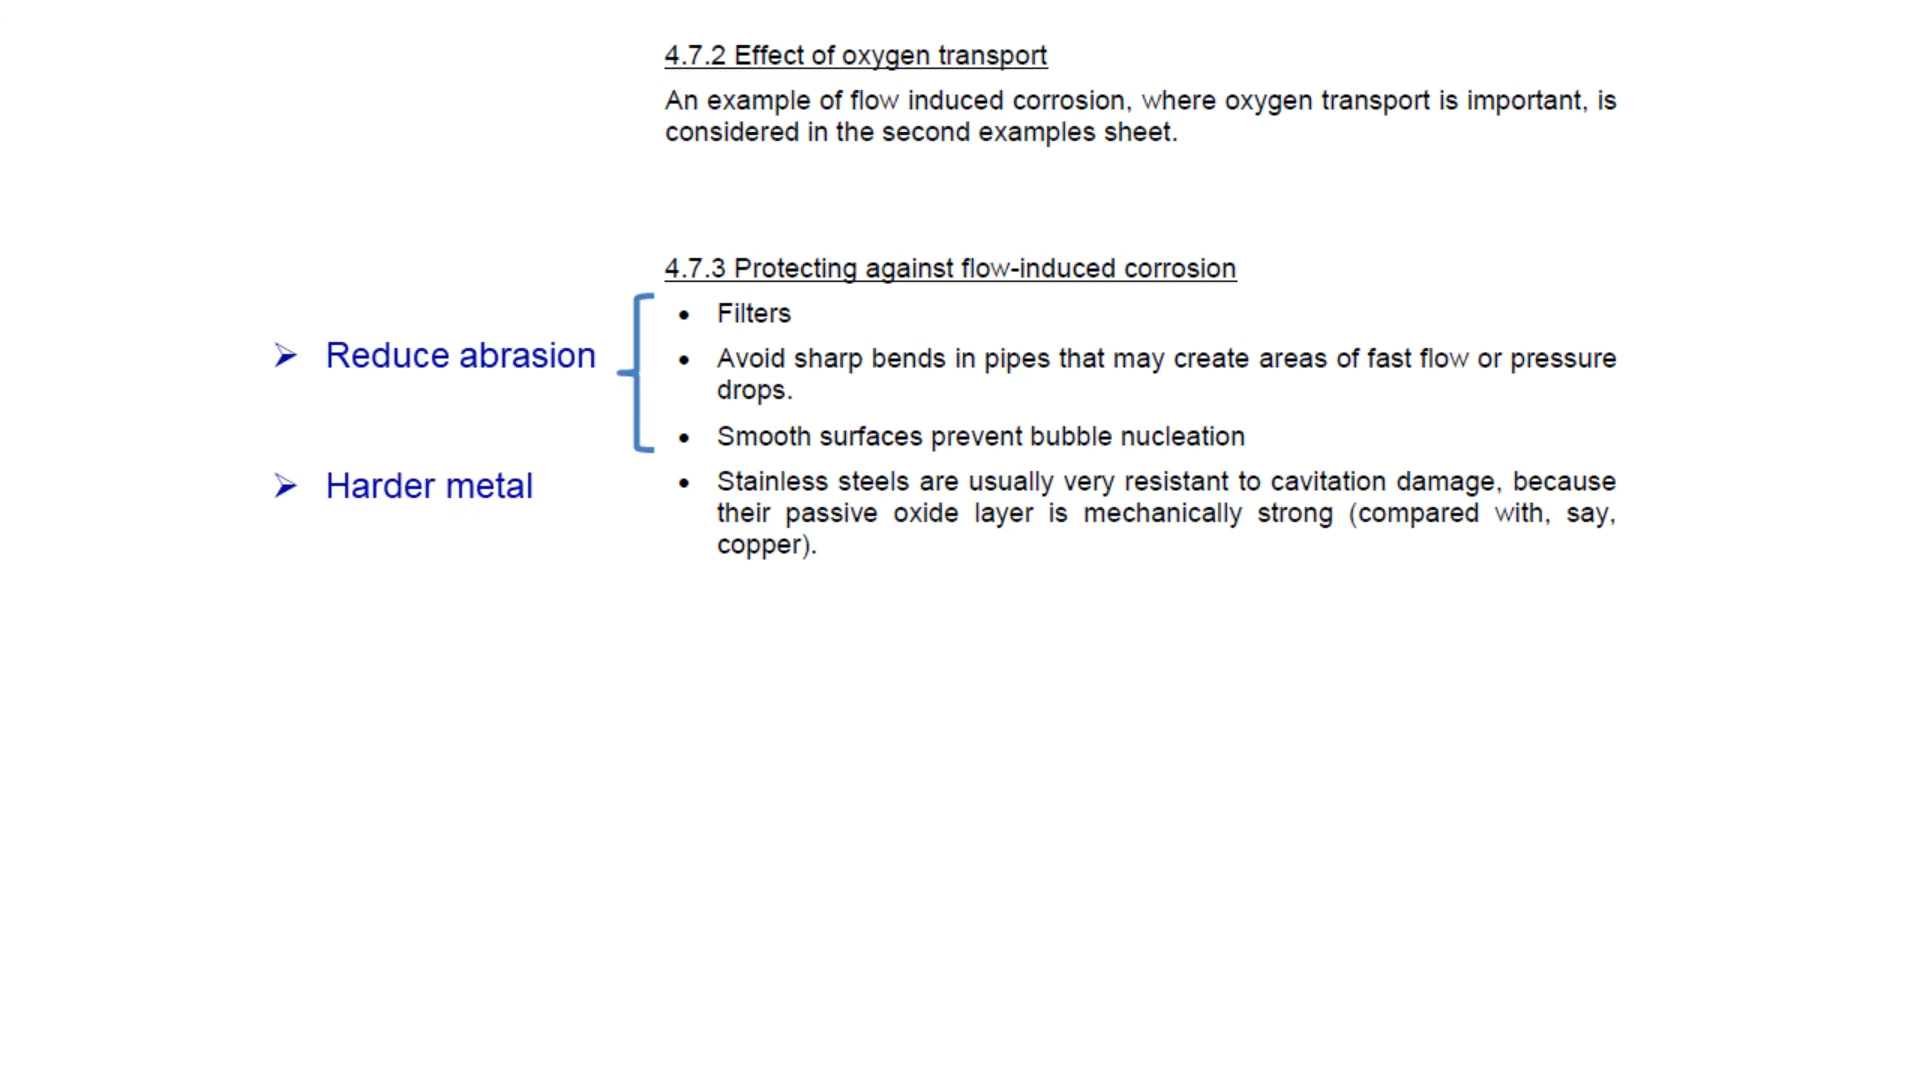 4.7.2 Effect of oxygen transport
An example of flow induced corrosion, where oxygen transport is important, is
considered in the second examples sheet.
4.7.3 Protecting against flow-induced corrosion
➢ Reduce abrasion
• Filters
• Avoid sharp bends in pipes that may create areas of fast flow or pressure
drops.
• Smooth surfaces prevent bubble nucleation
➢ Harder metal
• Stainless steels are usually very resistant to cavitation damage, because
their passive oxide layer is mechanically strong (compared with, say,
copper).